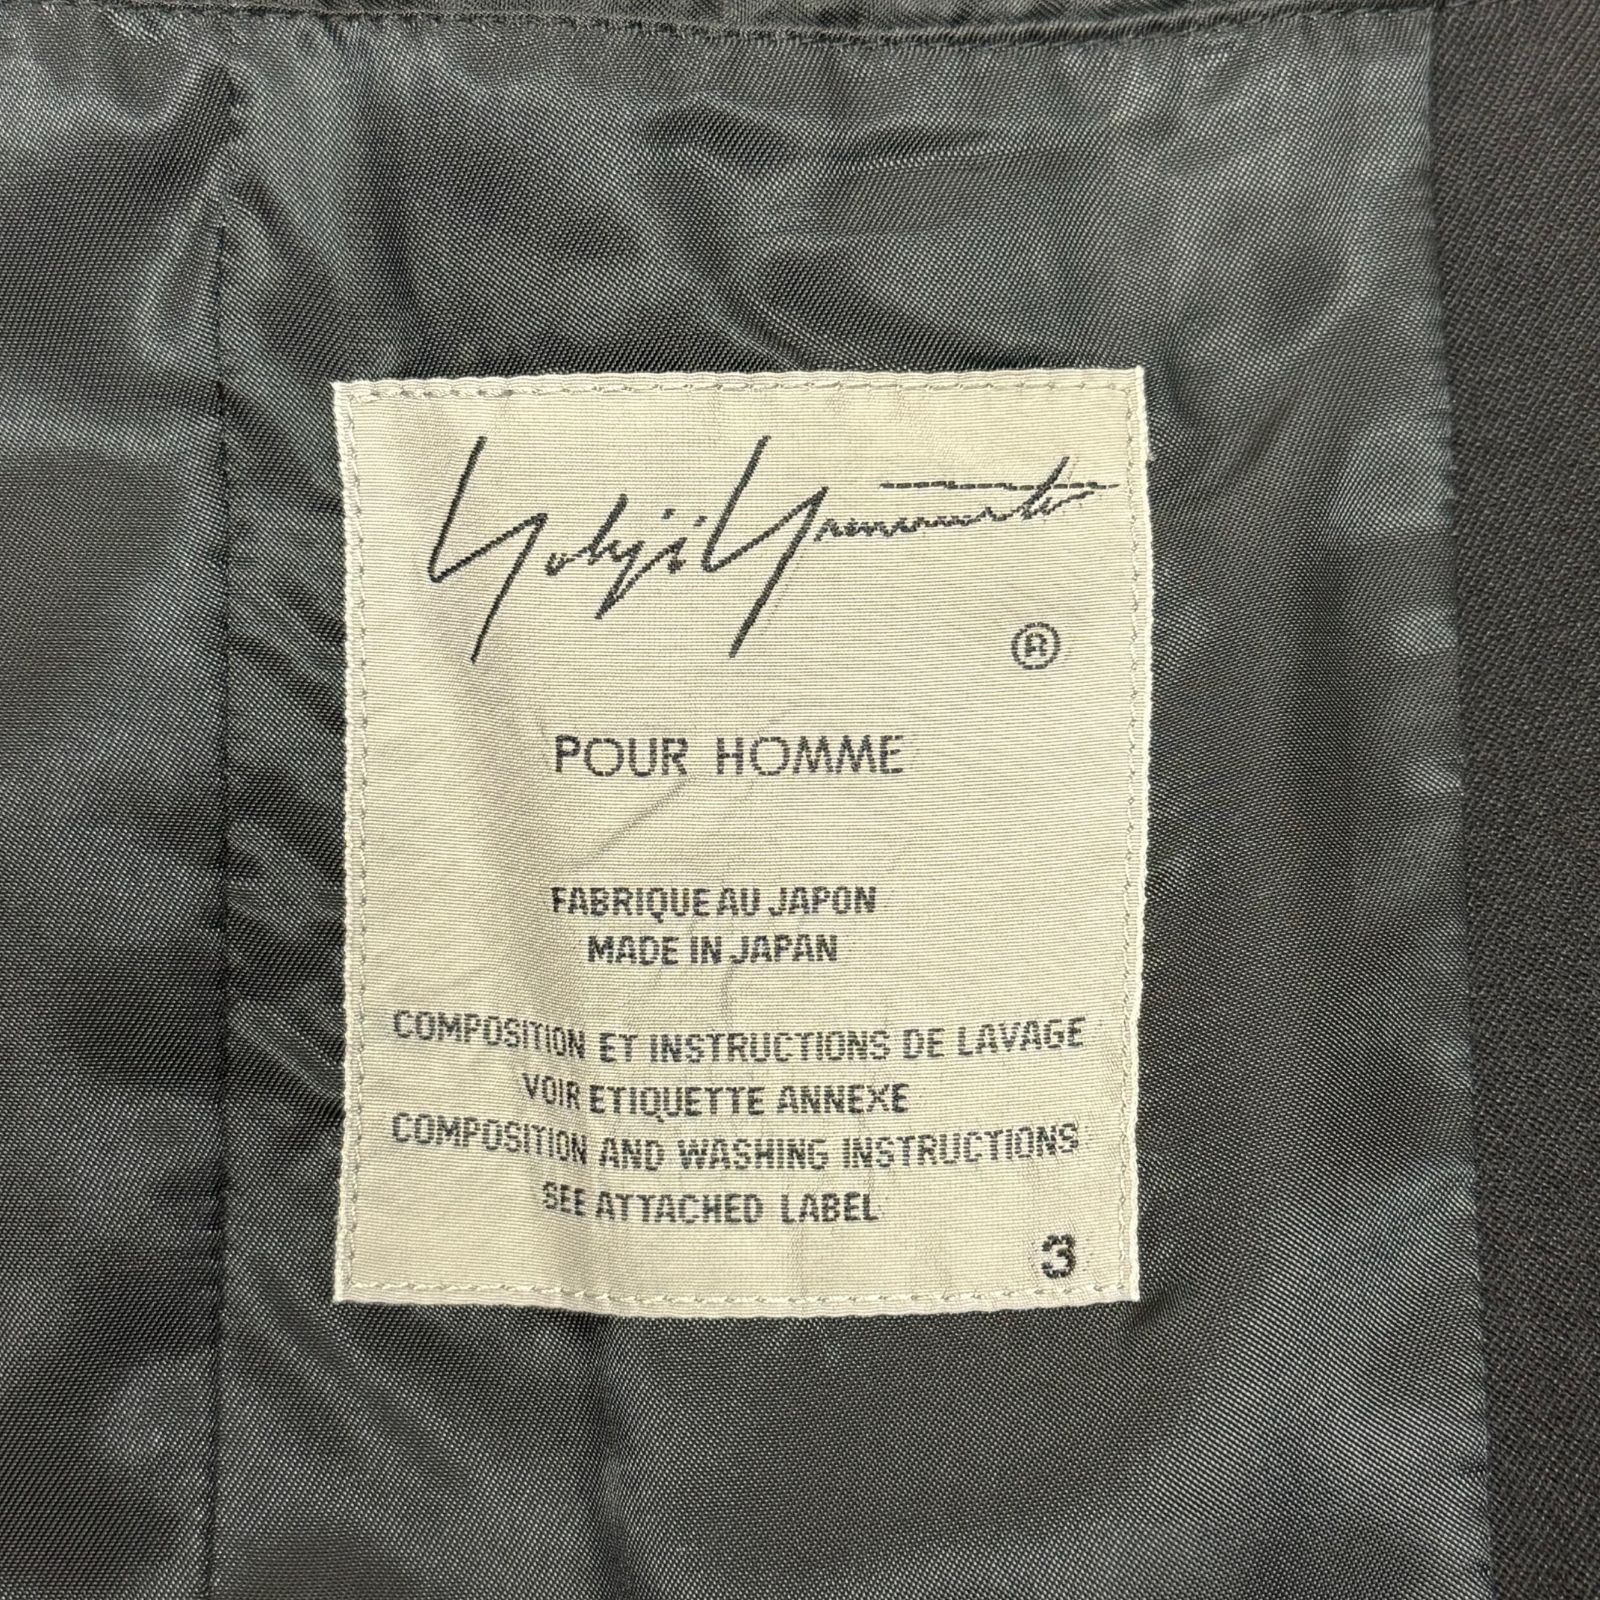 Yohji Yamamoto
®
POUR HOMME
FABRIQUE AU JAPON
MADE IN JAPAN
COMPOSITION ET INSTRUCTIONS DE LAVAGE
VOIR ETIQUETTE ANNEXE
COMPOSITION AND WASHING INSTRUCTIONS
SEE ATTACHED LABEL
3